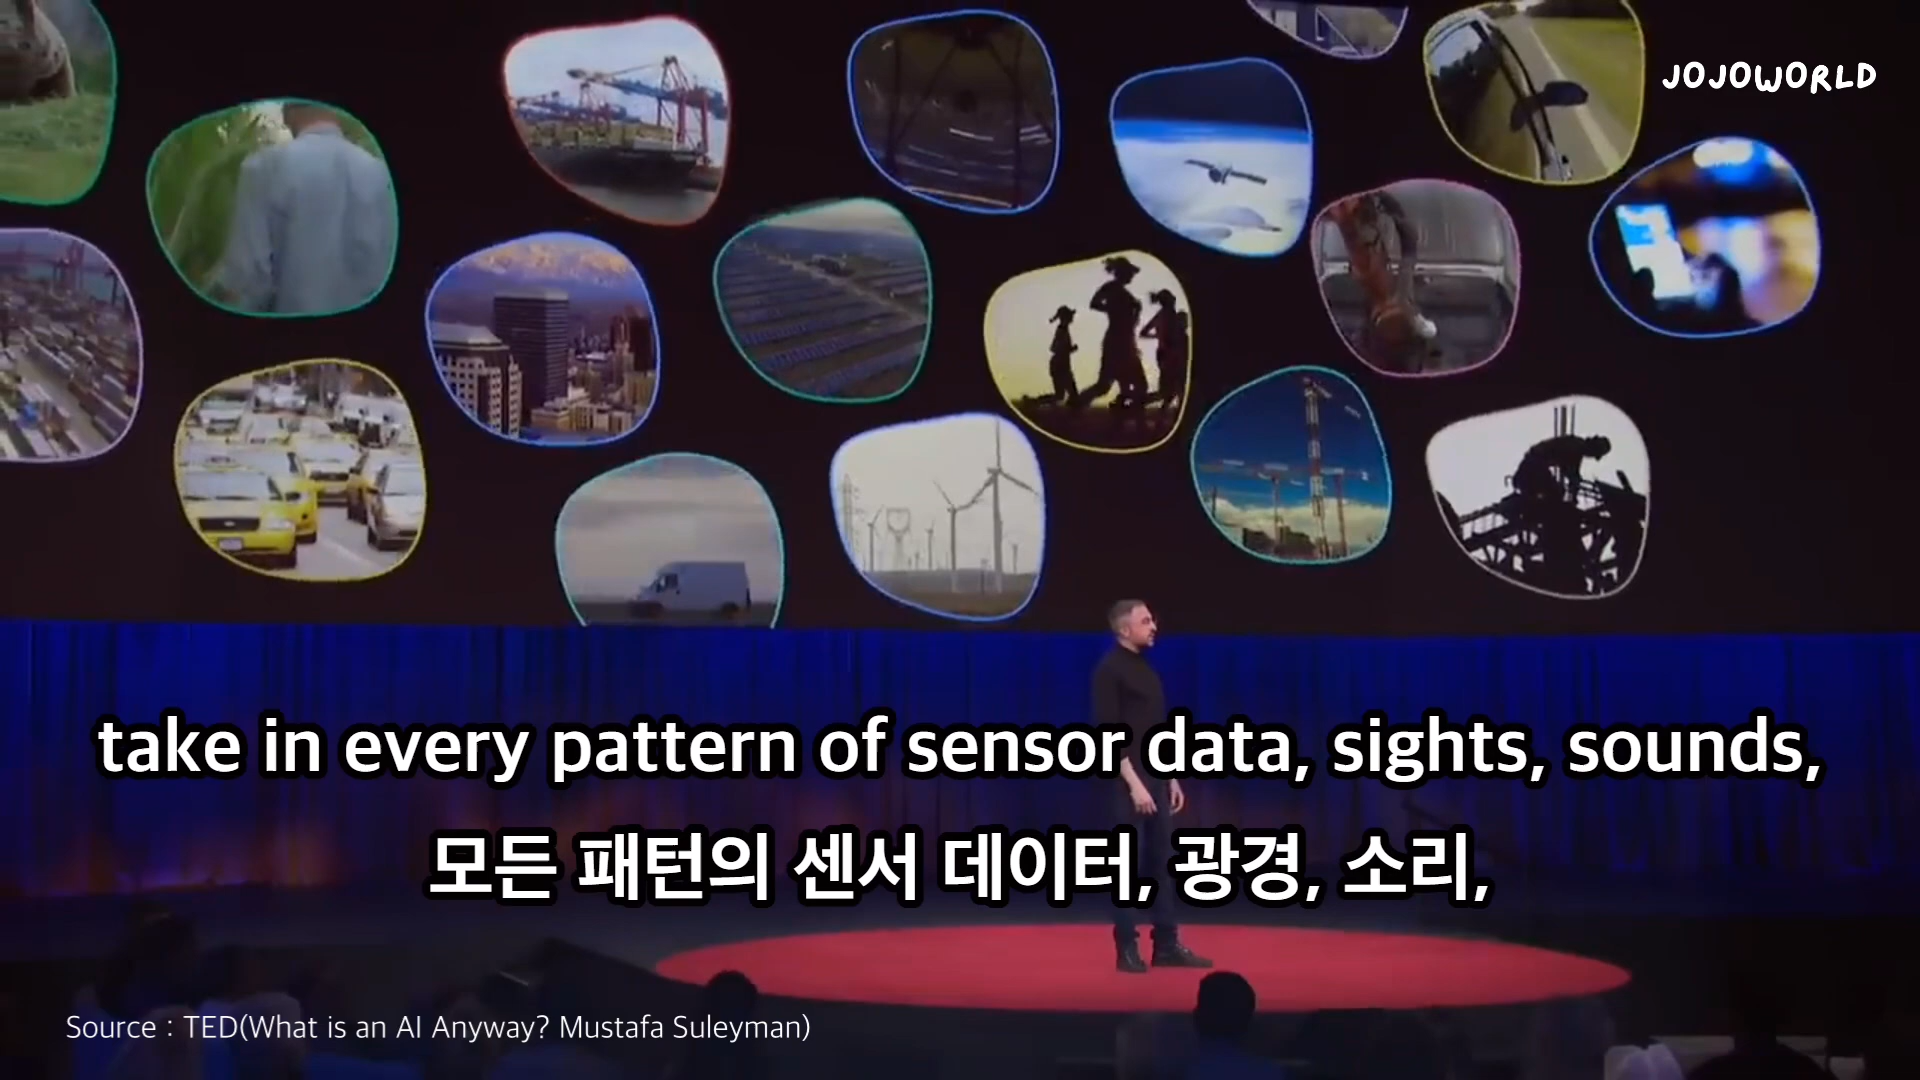 JOJOWORLD
take in every pattern of sensor data, sights, sounds,
모든 패턴의 센서 데이터, 광경, 소리,
Source : TED(What is an AI Anyway? Mustafa Suleyman)